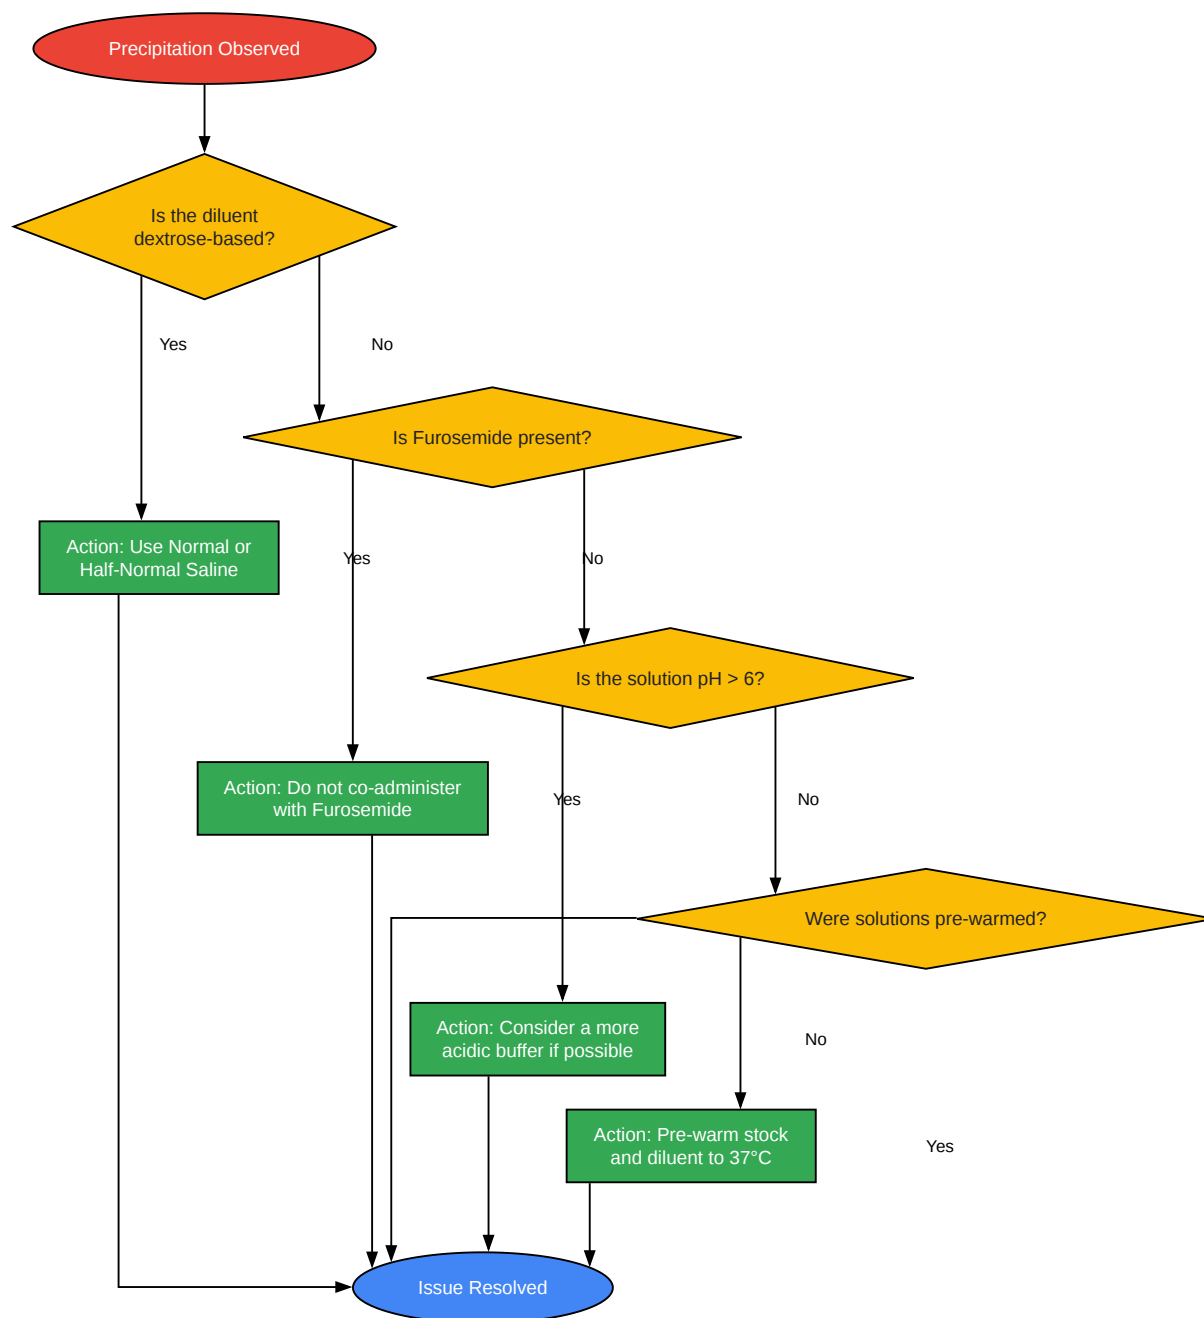 Precipitation Observed
Is the diluent
dextrose-based?
Yes
No
Is Furosemide present?
Action: Use Normal or
Half-Normal Saline
Yes
No
Is the solution pH > 6?
Action: Do not co-administer
with Furosemide
Yes
No
Were solutions pre-warmed?
Action: Consider a more
acidic buffer if possible
No
Action: Pre-warm stock
and diluent to 37°C
Yes
Issue Resolved